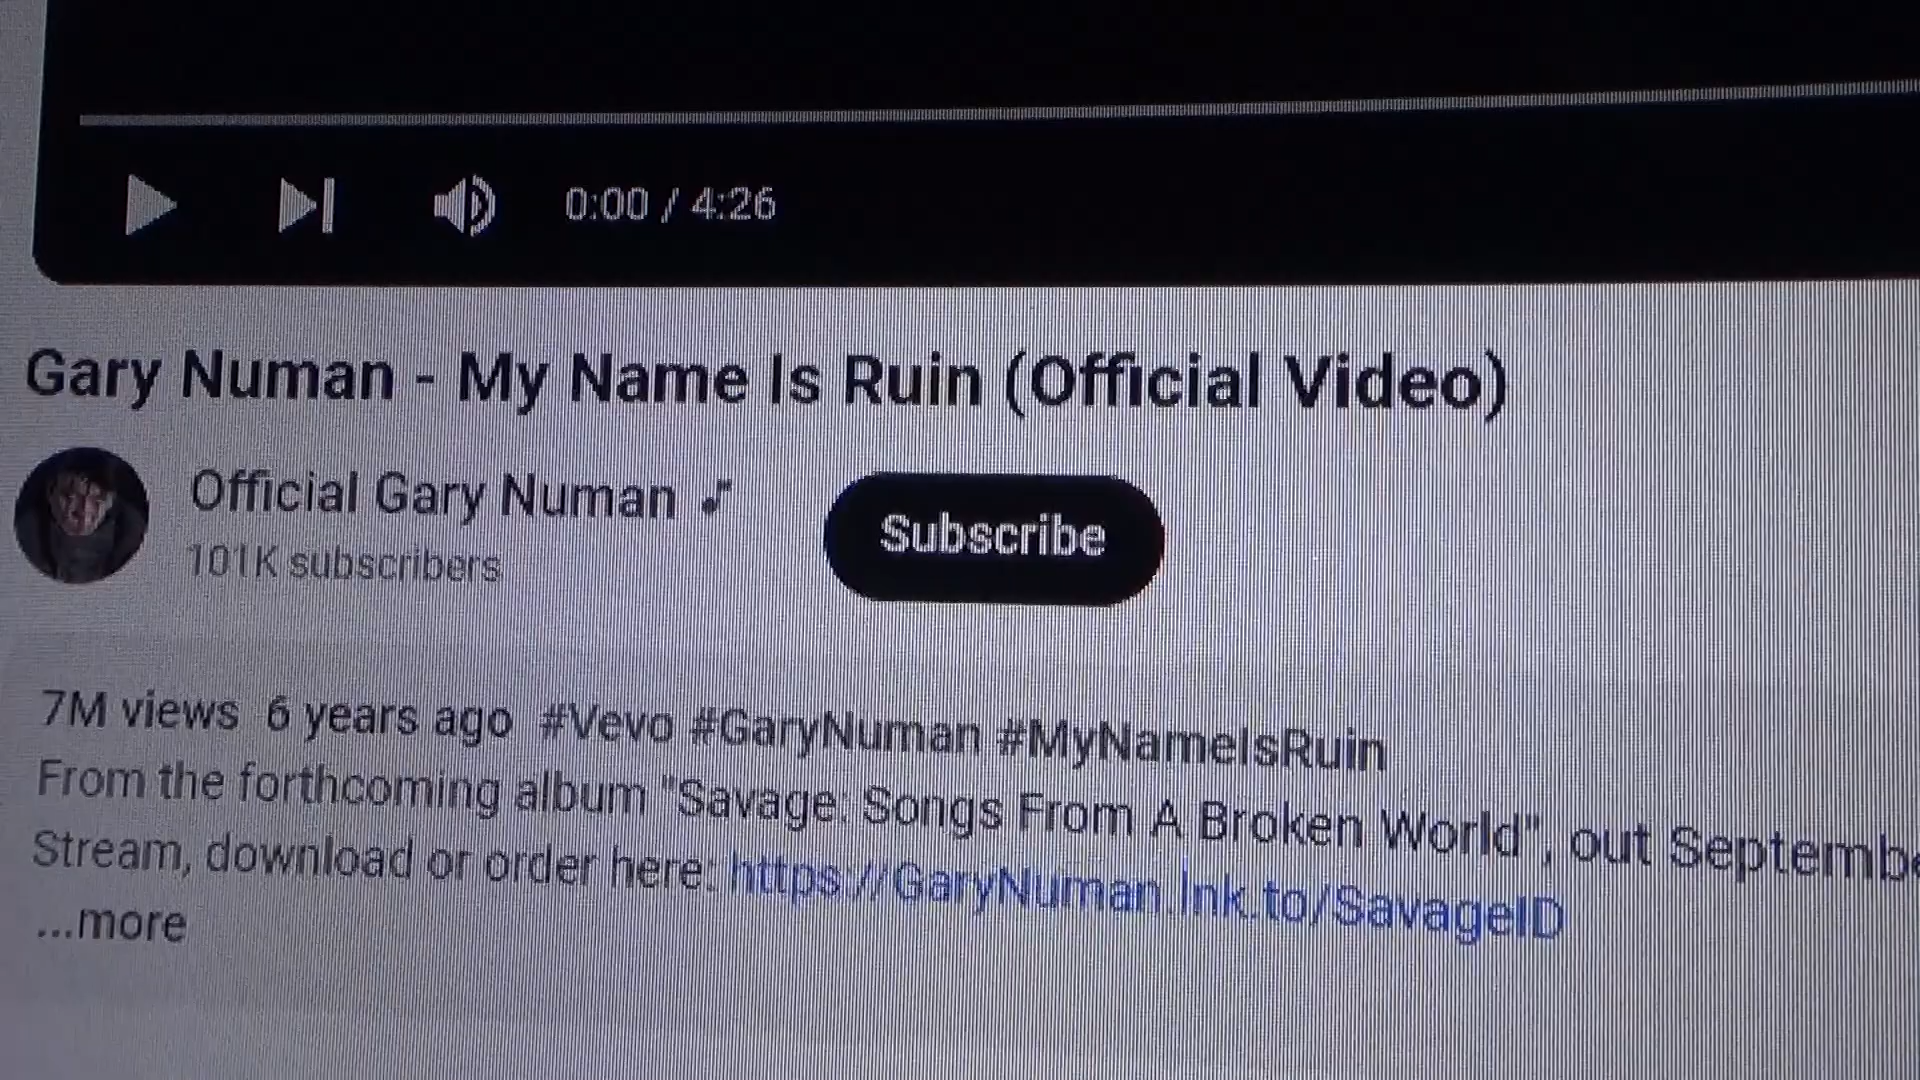 0:00 / 4:26
Gary Numan - My Name Is Ruin (Official Video)
Official Gary Numan
Subscribe
101K subscribers
7M views 6 years ago #Vevo #GaryNuman #MyNameIsRuin
From the forthcoming album "Savage: Songs From A Broken World", out Septembe
Stream, download or order here: https://GaryNuman.lnk.to/SavageID
...more